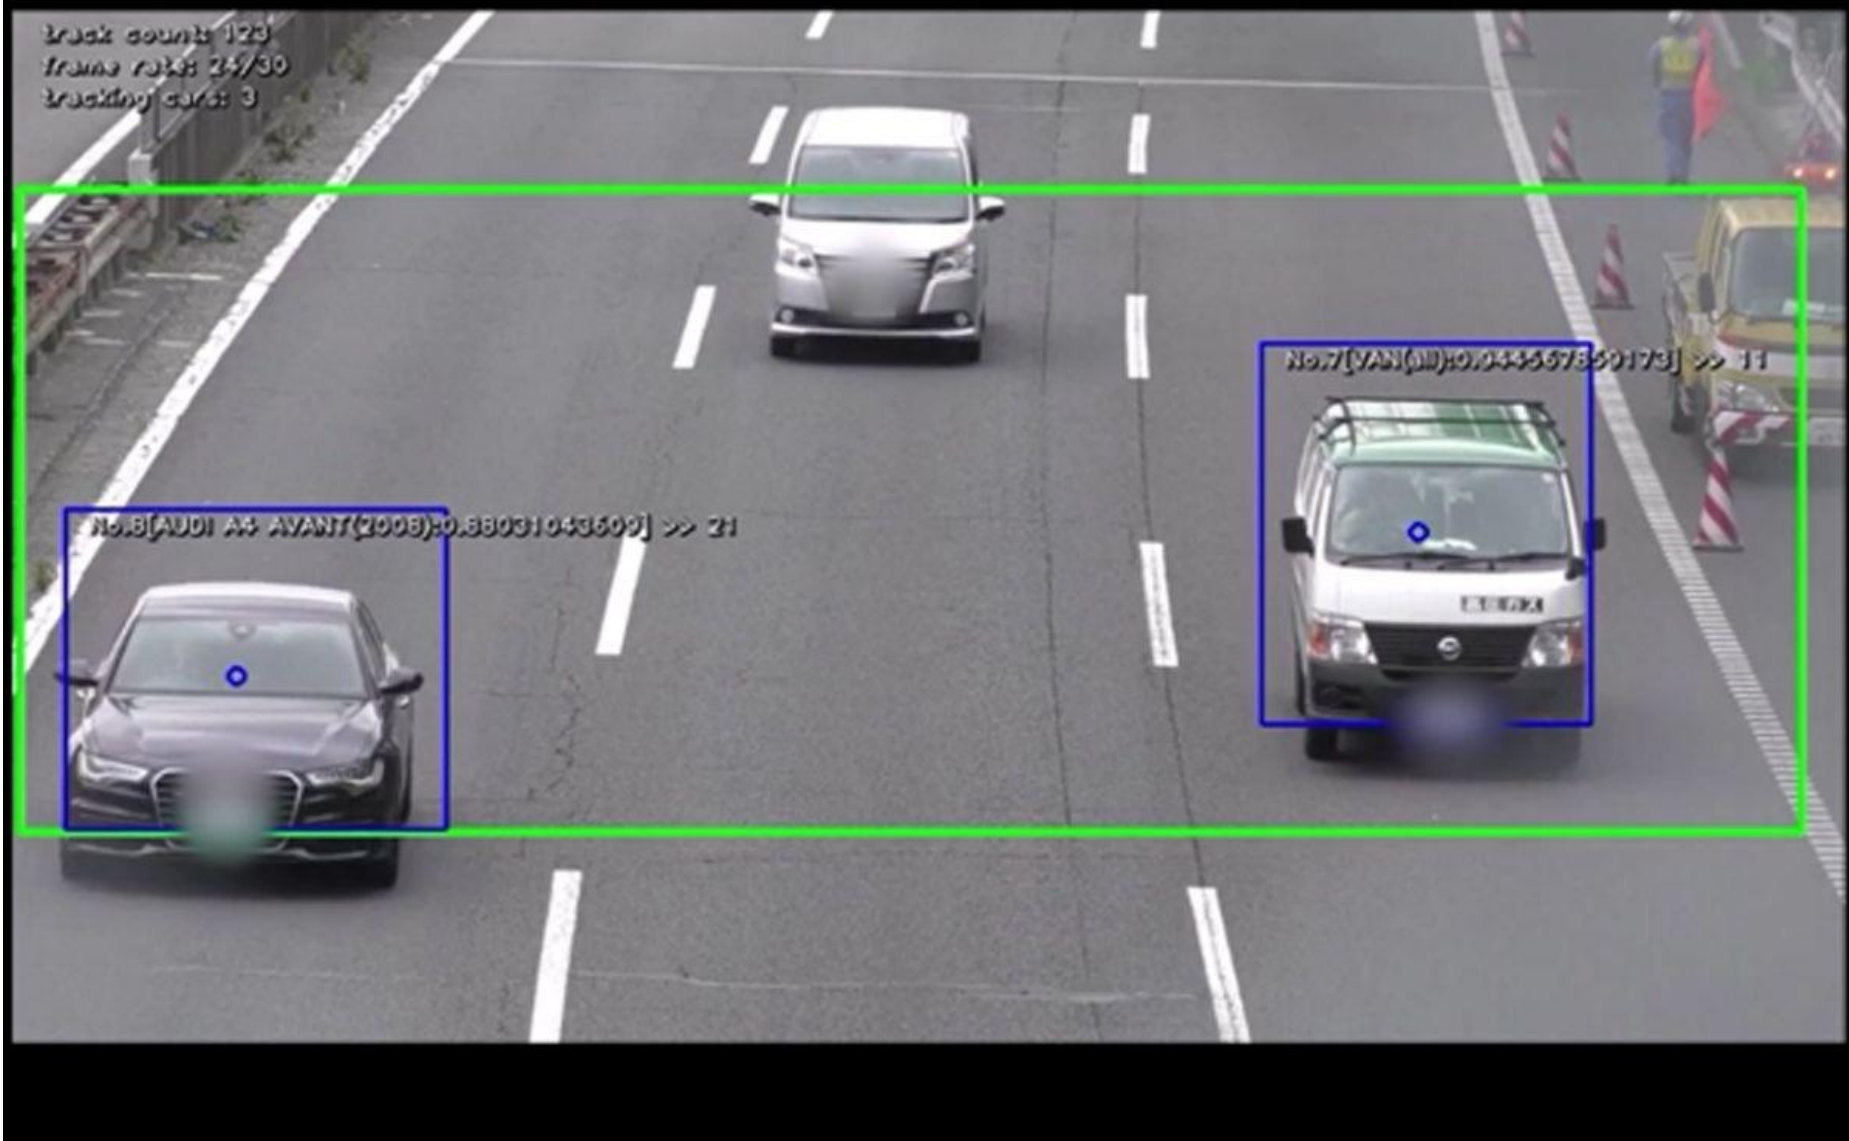 track count: 123
frame rate: 24/30
tracking cars: 3
No.7[VAN(all):0.944567850173] >> 11
No.8[AUDI A4 AVANT(2008):0.88031043609] >> 21